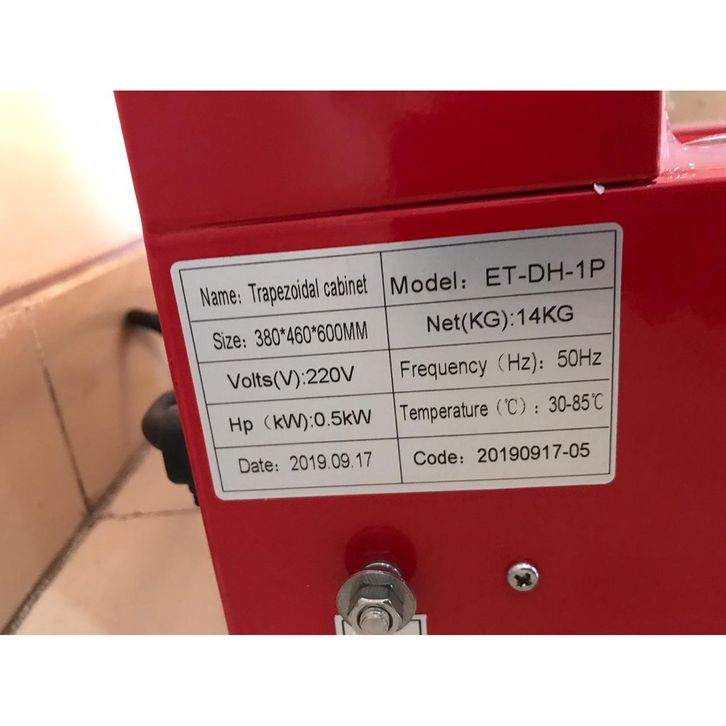 Name: Trapezoidal cabinet
Model: ET-DH-1P
Size: 380*460*600MM
Net(KG):14KG
Volts(V):220V
Frequency (Hz): 50Hz
Hp (kW):0.5kW
Temperature (℃): 30-85℃
Date: 2019.09.17
Code: 20190917-05